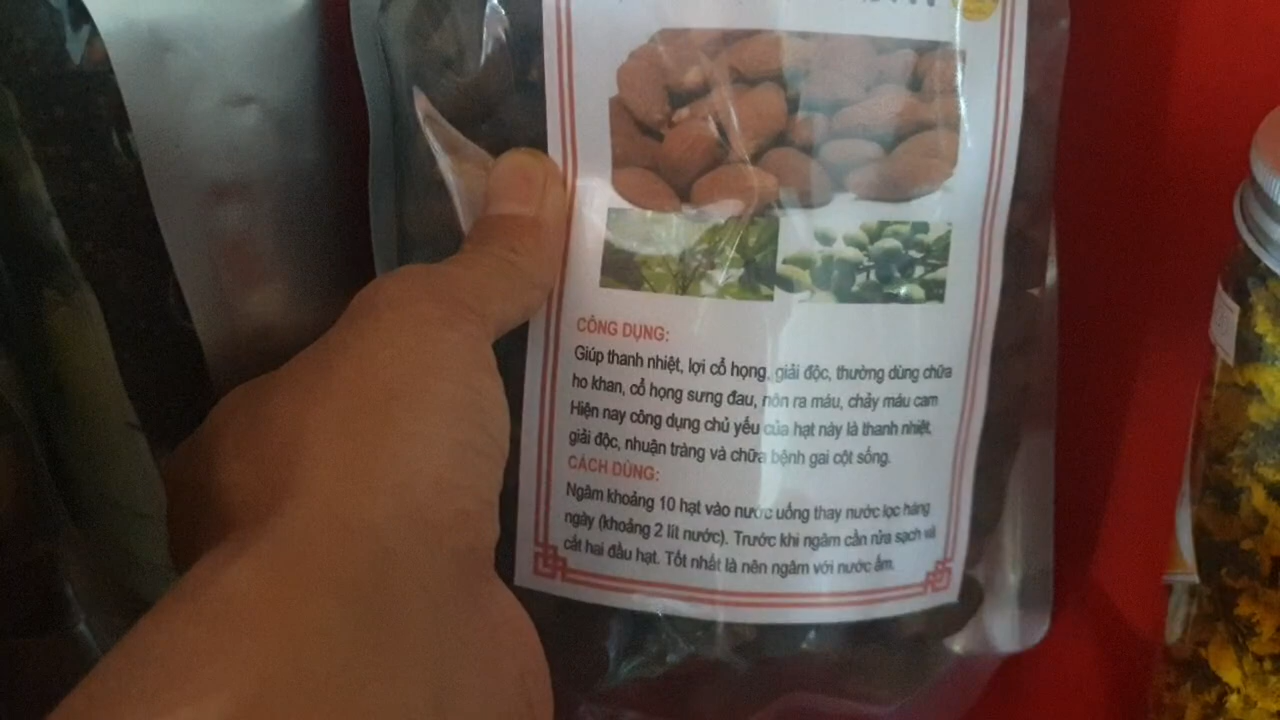 CÔNG DỤNG:
Giúp thanh nhiệt, lợi cổ họng, giải độc, thường dùng chữa
ho khan, cổ họng sưng đau, nôn ra máu, chảy máu cam
Hiện nay công dụng chủ yếu của hạt này là thanh nhiệt,
giải độc, nhuận tràng và chữa bệnh gai cột sống.
CÁCH DÙNG:
Ngâm khoảng 10 hạt vào nước uống thay nước lọc hàng
ngày (khoảng 2 lít nước). Trước khi ngâm cần rửa sạch và
cắt hai đầu hạt. Tốt nhất là nên ngâm với nước ấm.